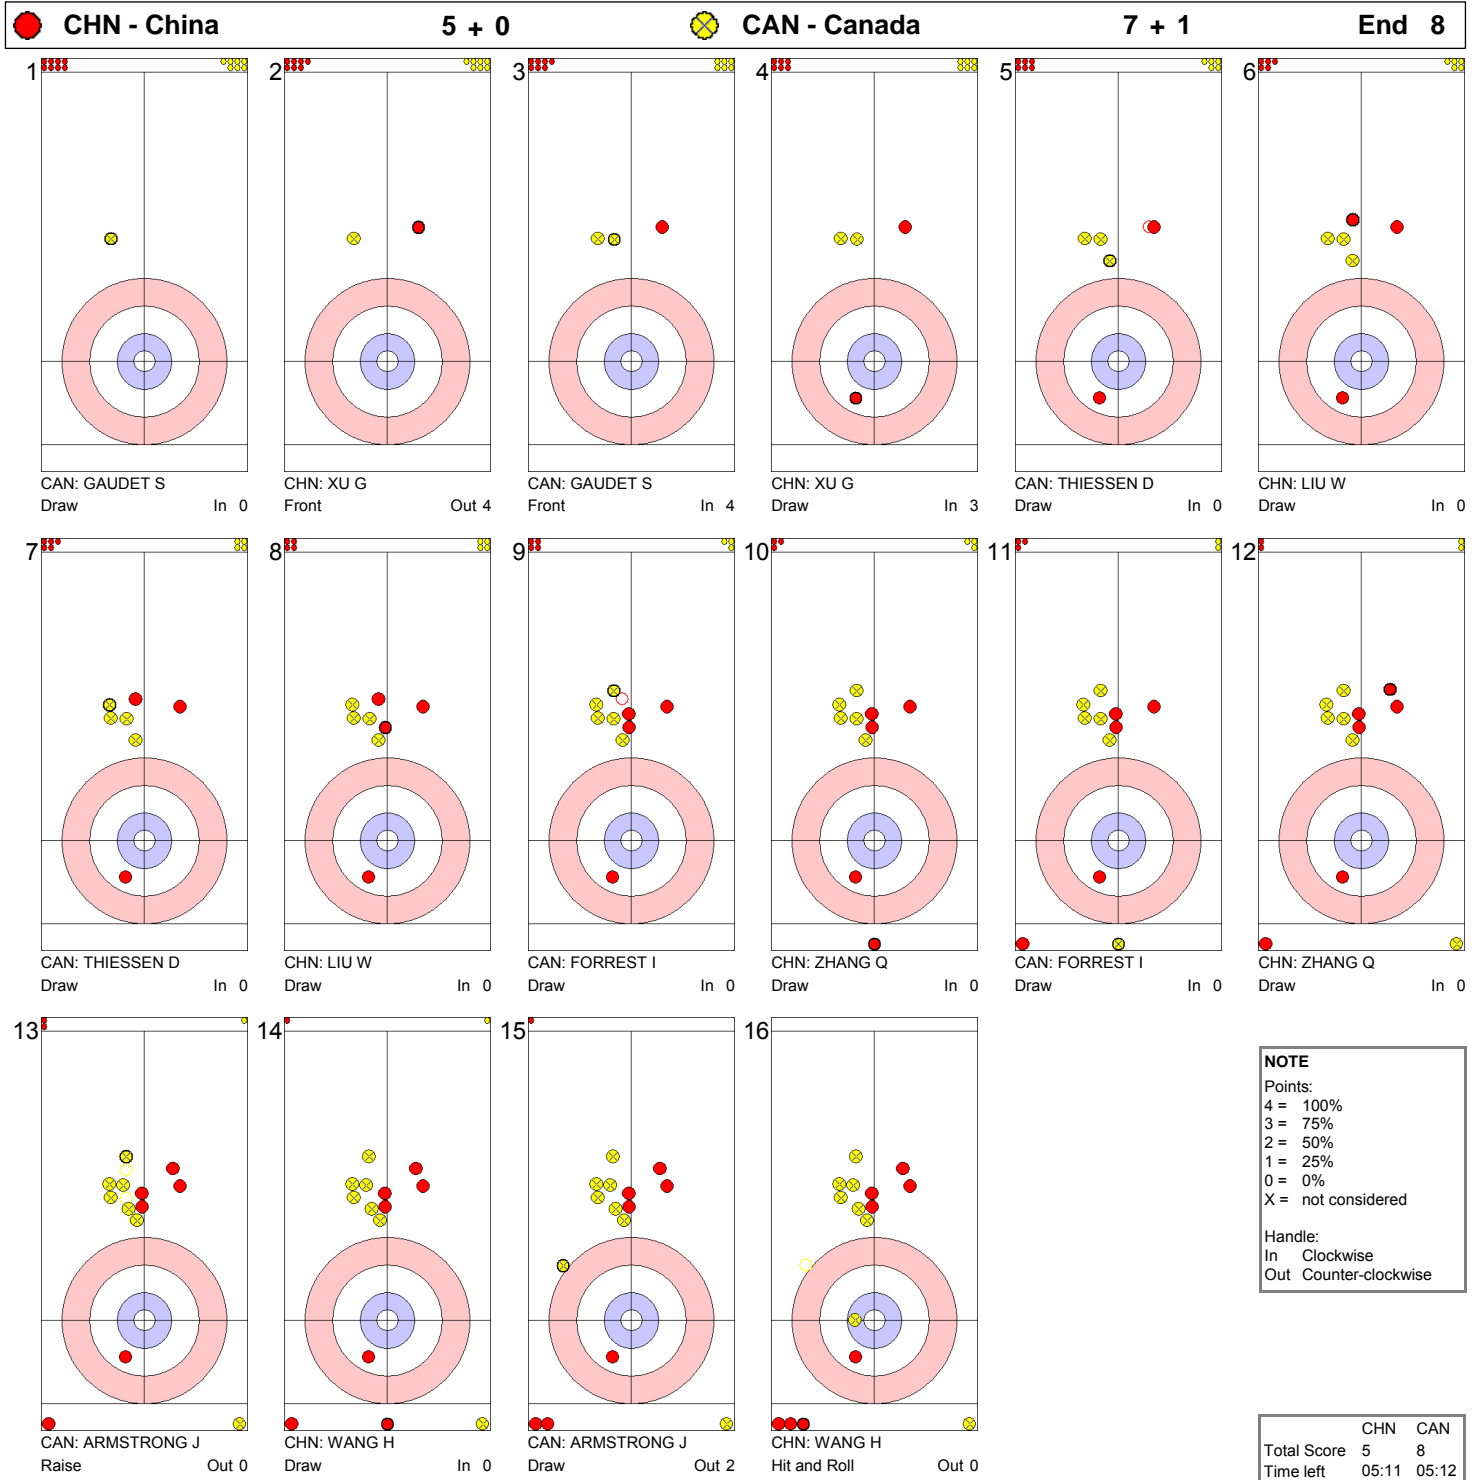 CHN - China 5 + 0 CAN - Canada 7 + 1 End 8
1 2 3 4 5 6
CAN: GAUDET S CHN: XU G CAN: GAUDET S CHN: XU G CAN: THIESSEN D CHN: LIU W
Draw In 0 Front Out 4 Front In 4 Draw In 3 Draw In 0 Draw In 0
7 8 9 10 11 12
CAN: THIESSEN D CHN: LIU W CAN: FORREST I CHN: ZHANG Q CAN: FORREST I CHN: ZHANG Q
Draw In 0 Draw In 0 Draw In 0 Draw In 0 Draw In 0 Draw In 0
13 14 15 16
CAN: ARMSTRONG J CHN: WANG H CAN: ARMSTRONG J CHN: WANG H
Raise Out 0 Draw In 0 Draw Out 2 Hit and Roll Out 0
NOTE
Points:
4 = 100%
3 = 75%
2 = 50%
1 = 25%
0 = 0%
X = not considered
Handle:
In Clockwise
Out Counter-clockwise
CHN CAN
Total Score 5 8
Time left 05:11 05:12